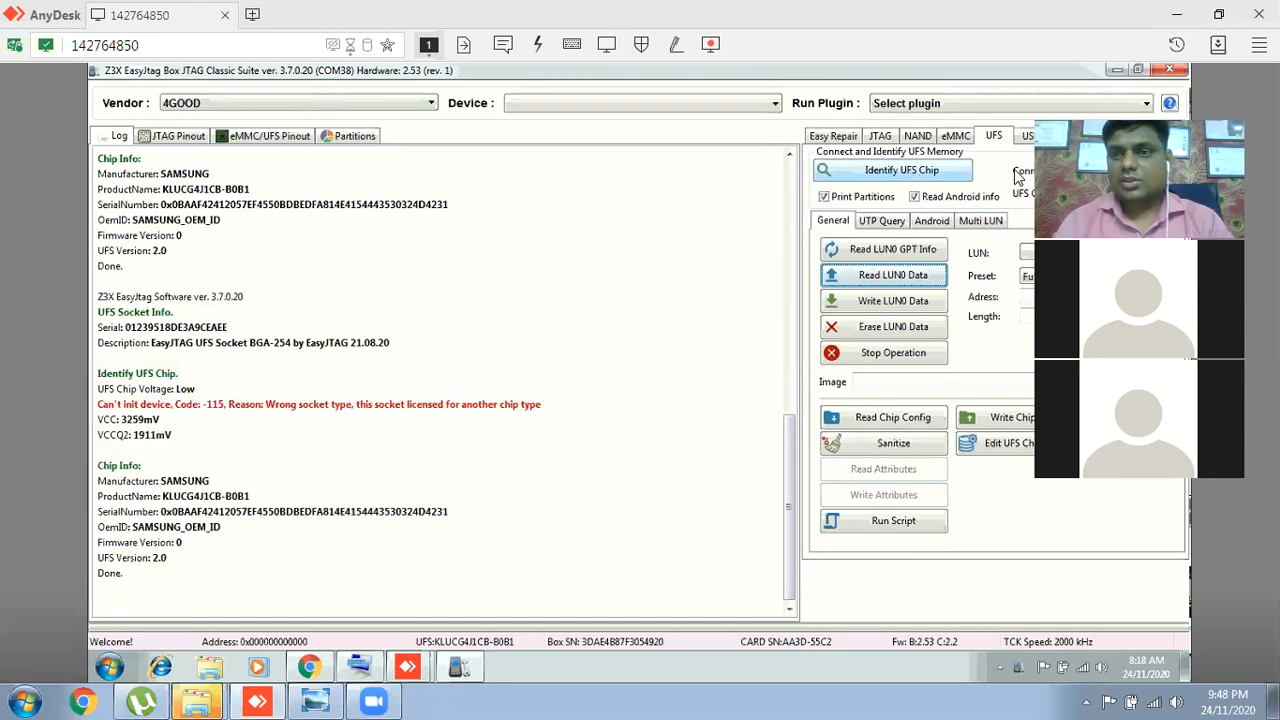 AnyDesk
142764850
142764850
1
Z3X EasyJtag Box JTAG Classic Suite ver. 3.7.0.20 (COM38) Hardware: 2.53 (rev. 1)
Vendor : 4GOOD Device : Run Plugin : Select plugin
Log JTAG Pinout eMMC/UFS Pinout Partitions
Easy Repair JTAG NAND eMMC UFS US
Chip Info:
Manufacturer: SAMSUNG
ProductName: KLUCG4J1CB-B0B1
SerialNumber: 0x0BAAF42412057EF4550BDBEDFA814E4154443530324D4231
OemID: SAMSUNG_OEM_ID
Firmware Version: 0
UFS Version: 2.0
Done.
Z3X EasyJtag Software ver. 3.7.0.20
UFS Socket Info.
Serial: 01239518DE3A9CEAEE
Description: EasyJTAG UFS Socket BGA-254 by EasyJTAG 21.08.20
Identify UFS Chip.
UFS Chip Voltage: Low
Can't init device, Code: -115, Reason: Wrong socket type, this socket licensed for another chip type
VCC: 3259mV
VCCQ2: 1911mV
Chip Info:
Manufacturer: SAMSUNG
ProductName: KLUCG4J1CB-B0B1
SerialNumber: 0x0BAAF42412057EF4550BDBEDFA814E4154443530324D4231
OemID: SAMSUNG_OEM_ID
Firmware Version: 0
UFS Version: 2.0
Done.
Connect and Identify UFS Memory
Identify UFS Chip
Print Partitions Read Android info UFS C
General UTP Query Android Multi LUN
Read LUN0 GPT Info LUN:
Read LUN0 Data Preset: Fu
Write LUN0 Data Adress:
Erase LUN0 Data Length:
Stop Operation
Image
Read Chip Config Write Chip
Sanitize Edit UFS Ch
Read Attributes
Write Attributes
Run Script
Welcome! Address: 0x000000000000 UFS:KLUCG4J1CB-B0B1 Box SN: 3DAE4B87F3054920 CARD SN:AA3D-55C2 Fw: B:2.53 C:2.2 TCK Speed: 2000 kHz
8:18 AM
24/11/2020
9:48 PM
24/11/2020